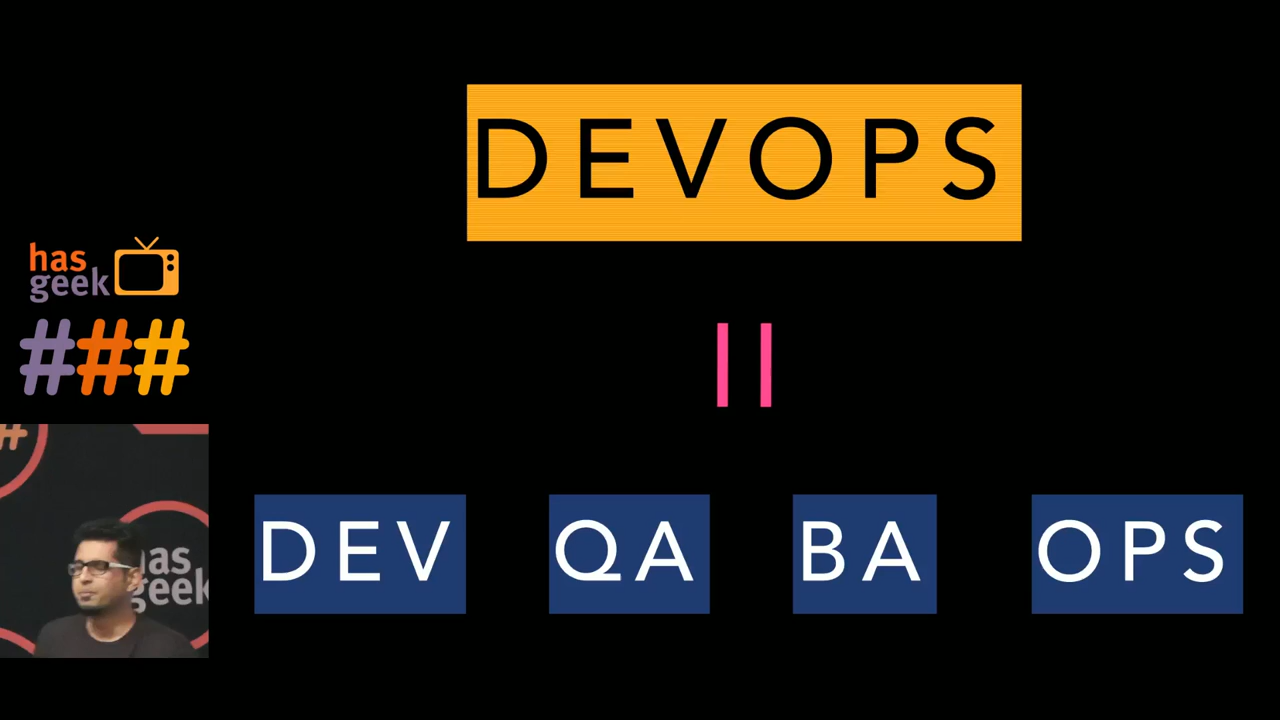 DEVOPS
has
geek
###
||
DEV QA BA OPS
#
has
geek